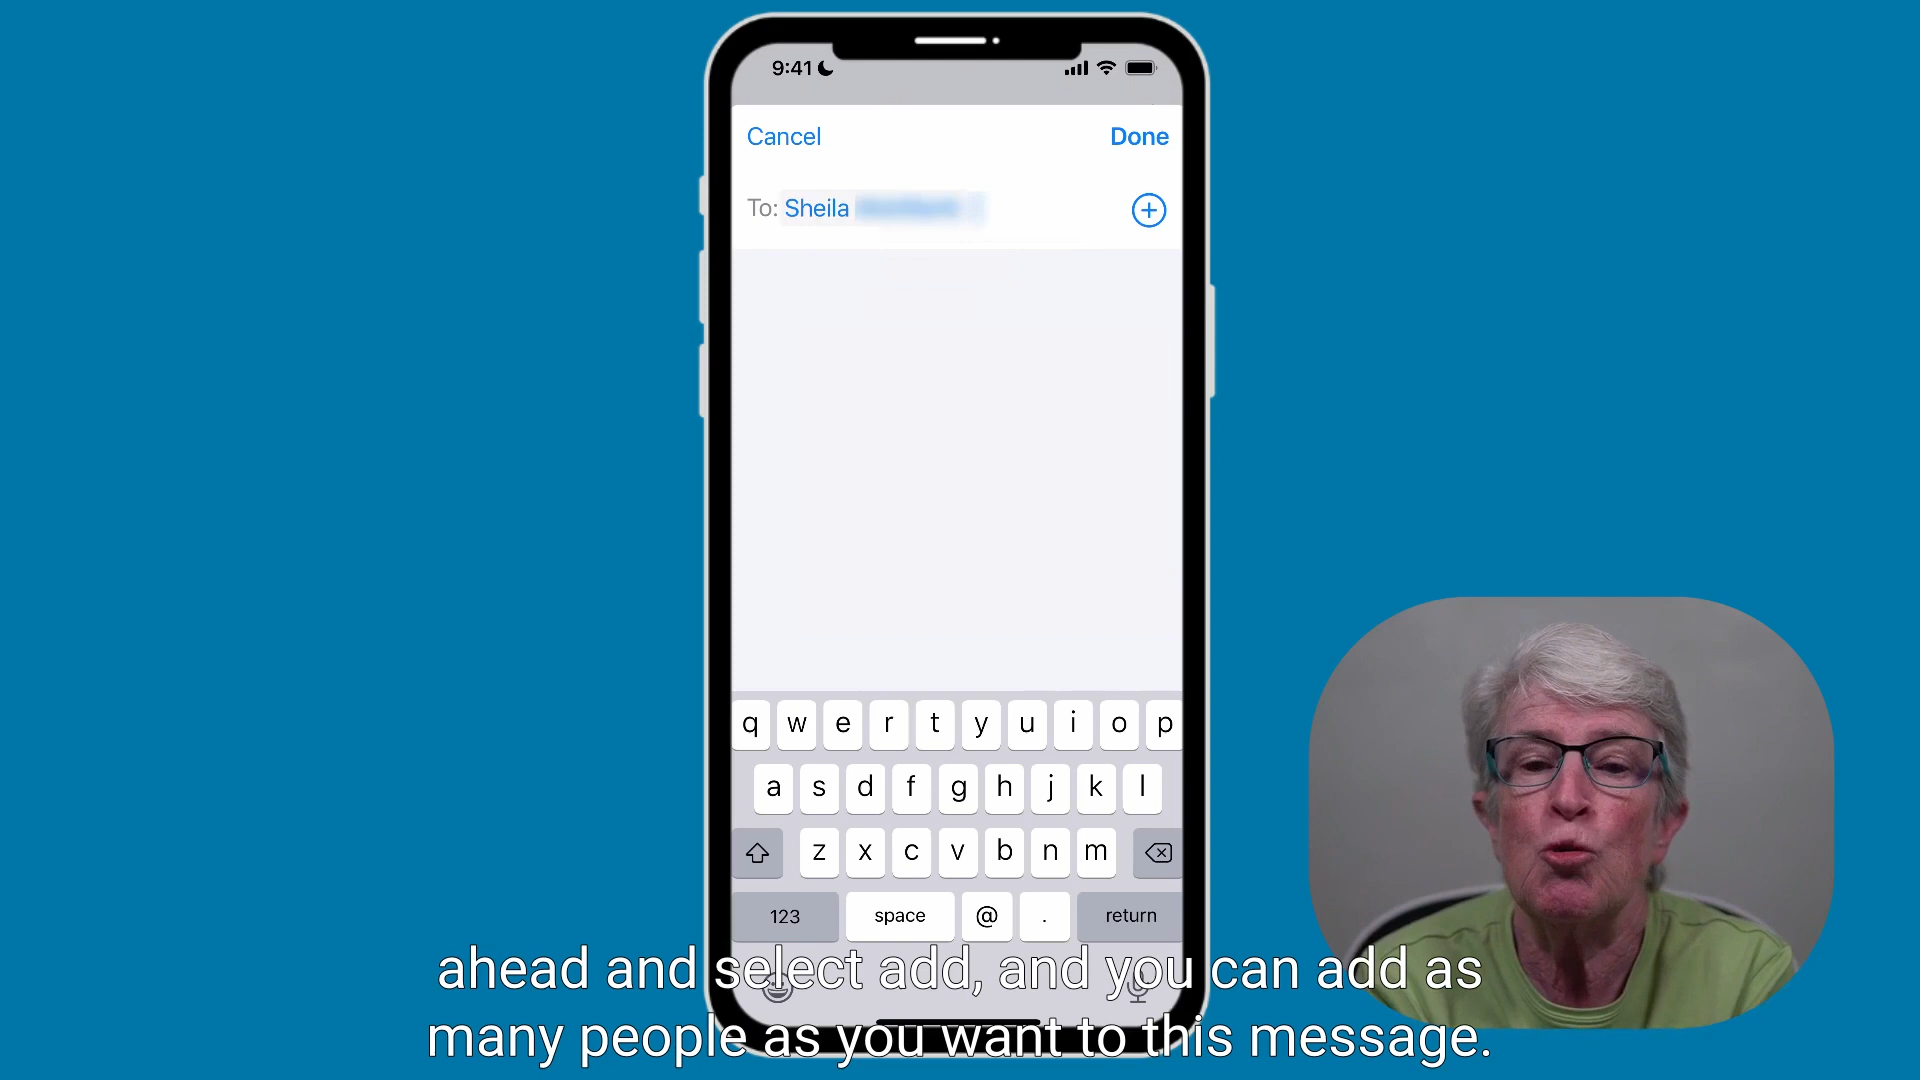 9:41
Cancel Done
To: Sheila
q w e r t y u i o p
a s d f g h j k l
z x c v b n m
123 space @ . return
ahead and select add, and you can add as
many people as you want to this message.